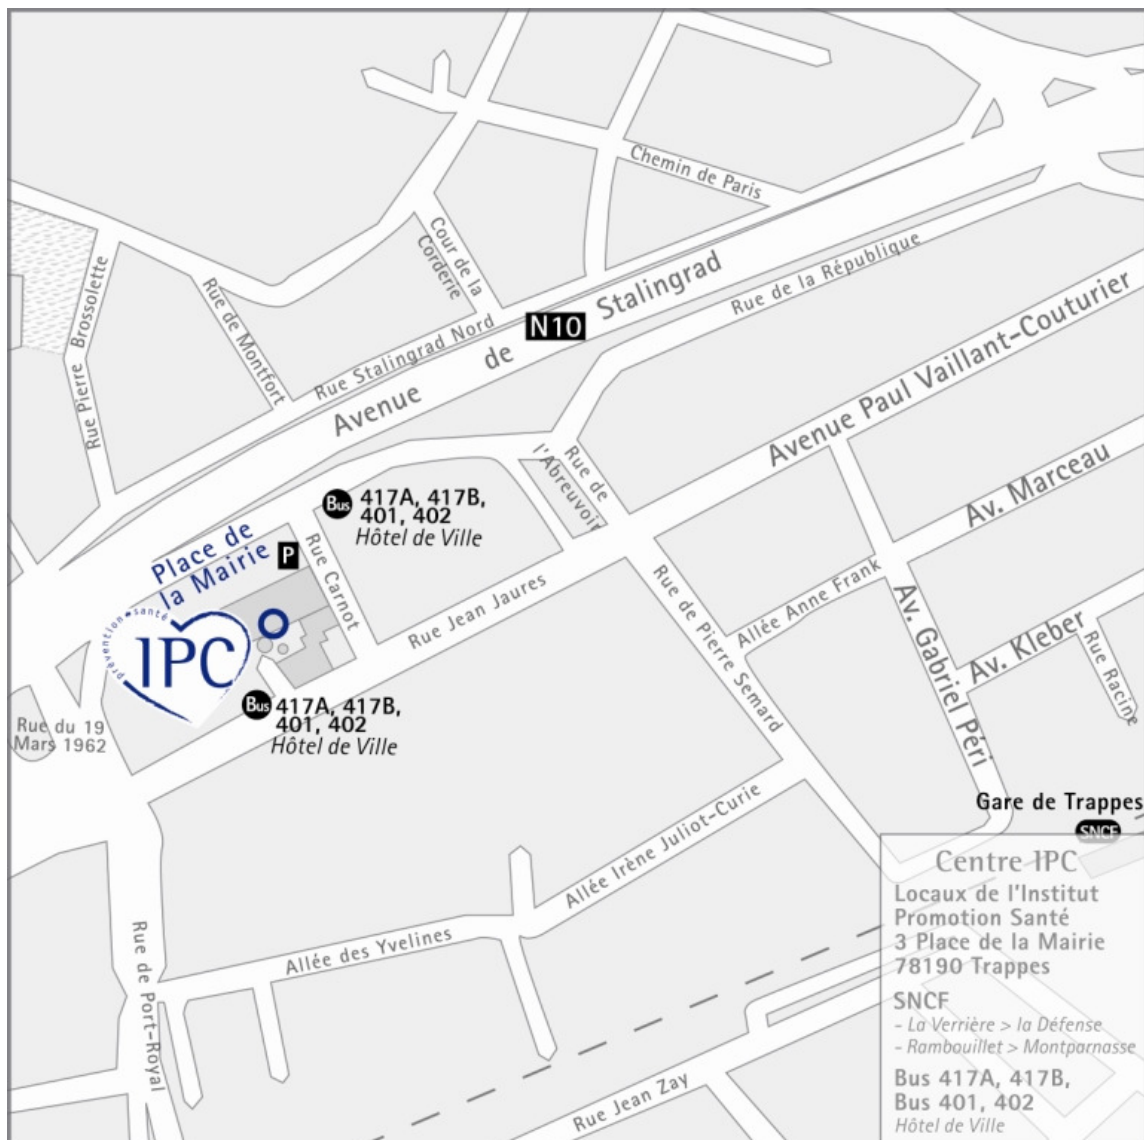 Chemin de Paris
Cour de la
Corderie
Rue de la République
Stalingrad
N10
de
Avenue
Rue Stalingrad Nord
Rue de Montfort
Rue Pierre Brossolette
Avenue Paul Vaillant-Couturier
Av. Marceau
Rue de
l'Abreuvoir
Bus
417A, 417B,
401, 402
Hôtel de Ville
Place de
la Mairie
P
Rue Carnot
Rue Jean Jaures
Allée Anne Frank
Rue de Pierre Semard
Av. Gabriel Péri
Av. Kleber
Rue Racine
prévention•santé
IPC
Bus
417A, 417B,
401, 402
Hôtel de Ville
Rue du 19
Mars 1962
Allée Irène Juliot-Curie
Allée des Yvelines
Rue de Port-Royal
Rue Jean Zay
Gare de Trappes
SNCF
Centre IPC
Locaux de l'Institut
Promotion Santé
3 Place de la Mairie
78190 Trappes
SNCF
- La Verrière > la Défense
- Rambouillet > Montparnasse
Bus 417A, 417B,
Bus 401, 402
Hôtel de Ville